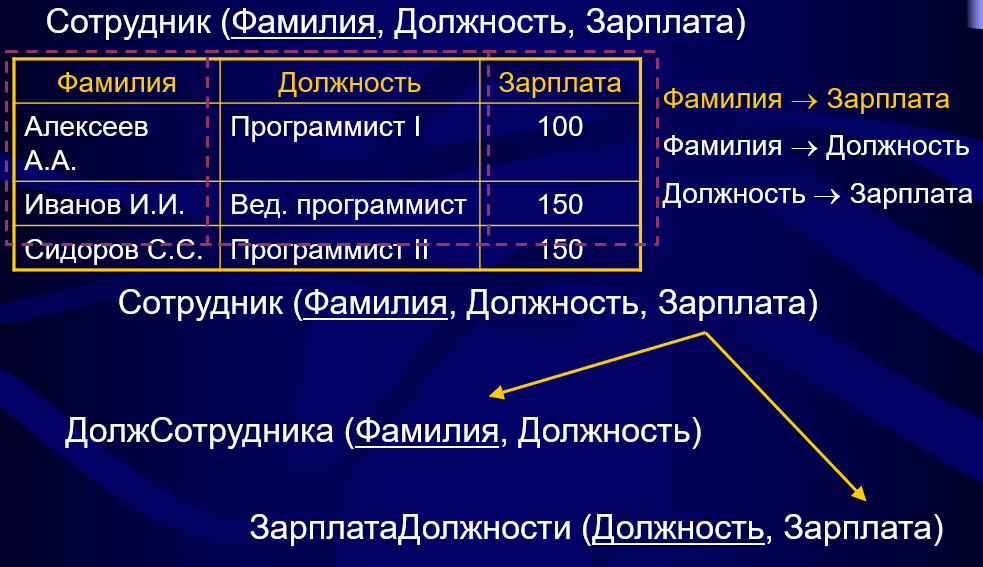 Сотрудник (Фамилия, Должность, Зарплата)
Фамилия Должность Зарплата
Алексеев Программист I 100
А.А.
Иванов И.И. Вед. программист 150
Сидоров С.С. Программист II 150
Фамилия → Зарплата
Фамилия → Должность
Должность → Зарплата
Сотрудник (Фамилия, Должность, Зарплата)
ДолжСотрудника (Фамилия, Должность)
ЗарплатаДолжности (Должность, Зарплата)